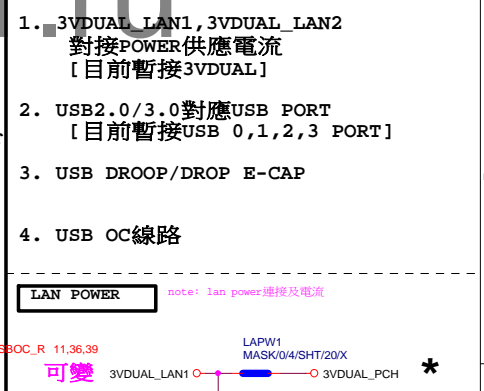 .ru
1. 3VDUAL_LAN1,3VDUAL_LAN2
對接POWER供應電流
[目前暫接3VDUAL]
2. USB2.0/3.0對應USB PORT
[目前暫接USB 0,1,2,3 PORT]
3. USB DROOP/DROP E-CAP
4. USB OC線路
LAN POWER
note: lan power連接及電流
SBOC_R 11,36,39
可變
LAPW1
MASK/0/4/SHT/20/X
3VDUAL_LAN1
3VDUAL_PCH
*